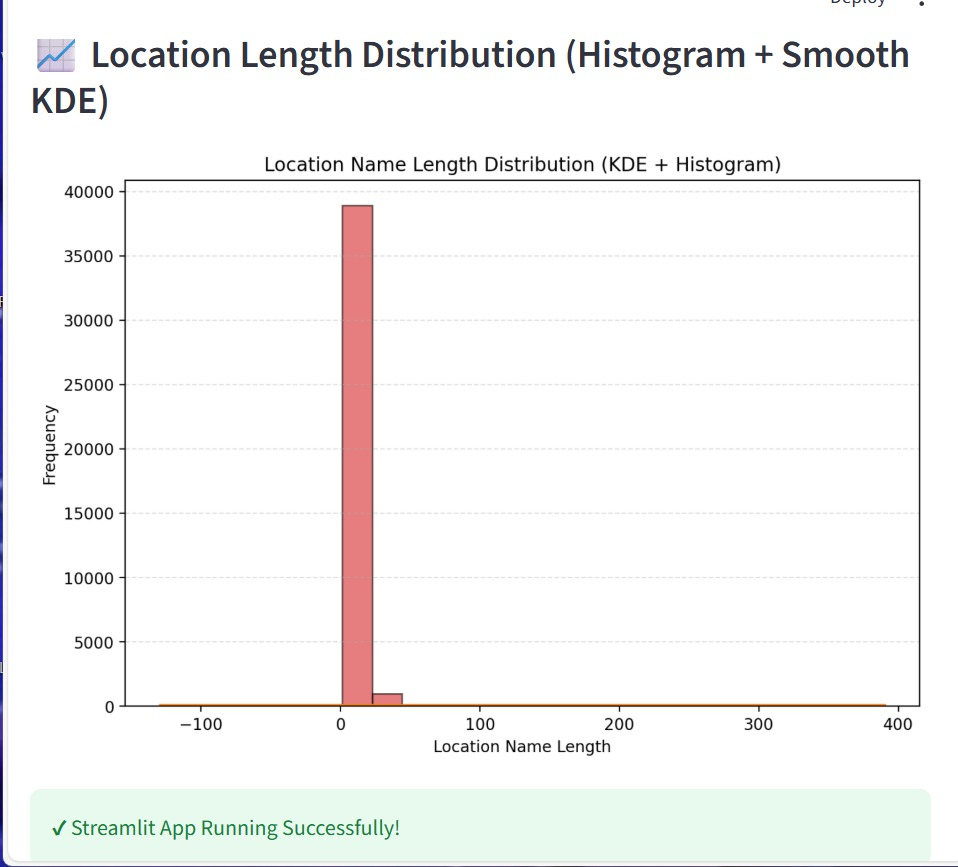 Deploy
Location Length Distribution (Histogram + Smooth
KDE)
Location Name Length Distribution (KDE + Histogram)
40000
35000
30000
25000
20000
15000
10000
5000
0
Frequency
−100 0 100 200 300 400
Location Name Length
✓ Streamlit App Running Successfully!